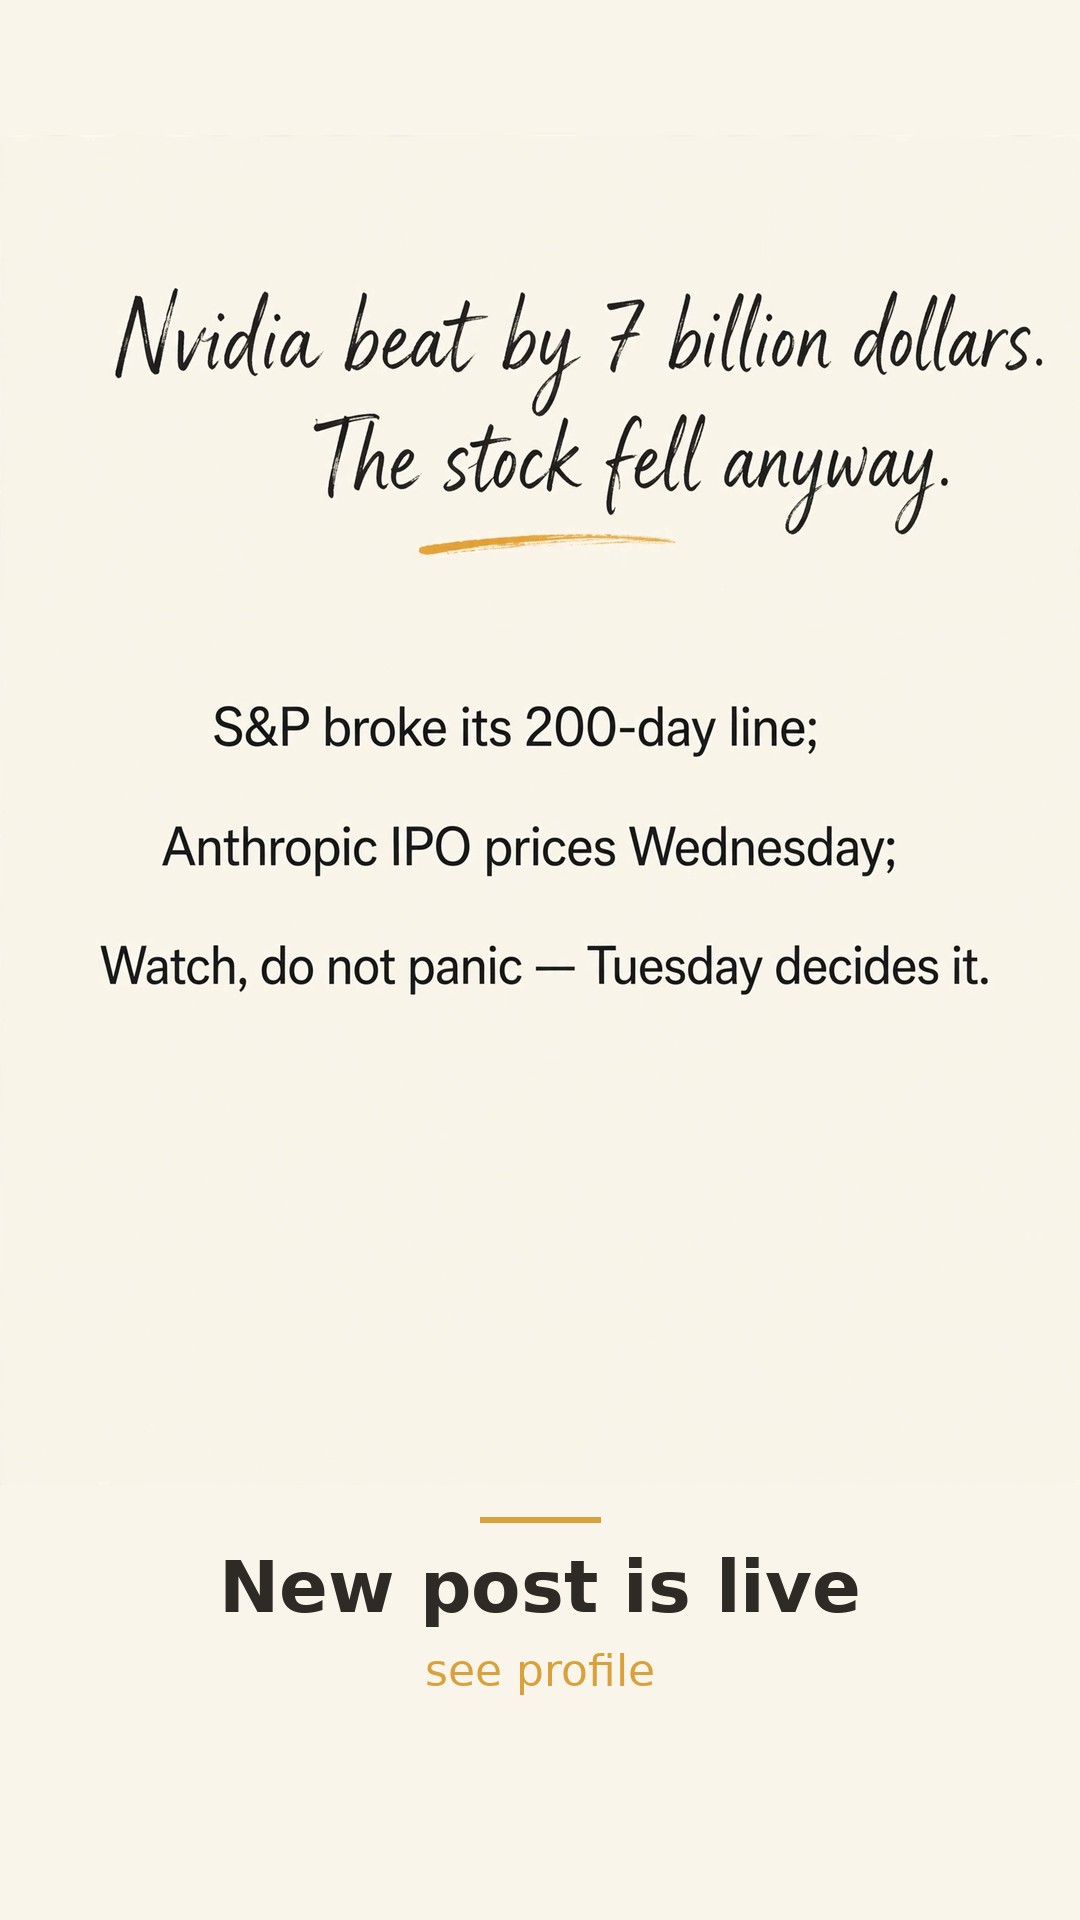 Nvidia beat by 7 billion dollars.
The stock fell anyway.
S&P broke its 200-day line;
Anthropic IPO prices Wednesday;
Watch, do not panic — Tuesday decides it.
New post is live
see profile